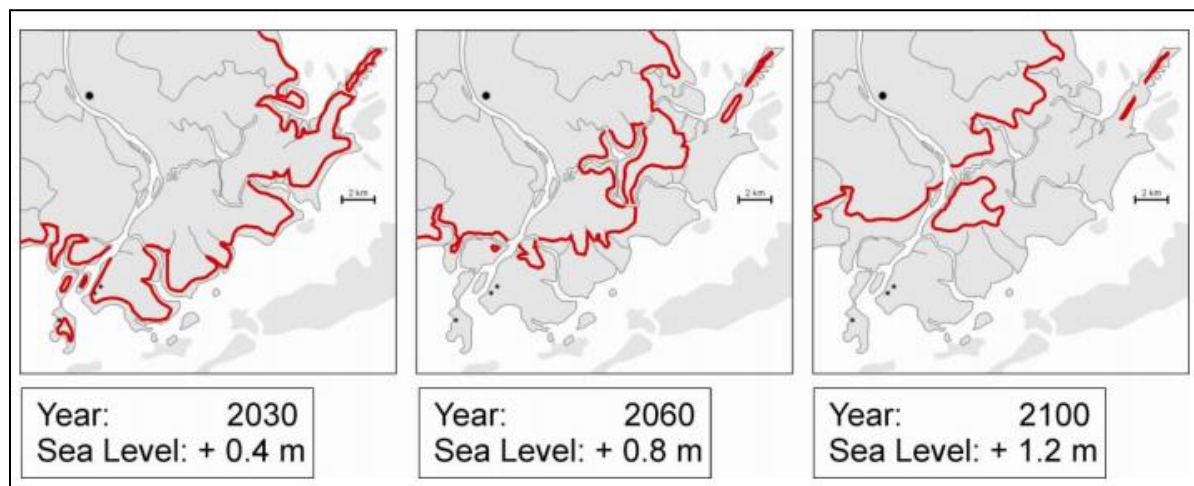 2 km
2 km
2 km
Year: 2030
Sea Level: + 0.4 m
Year: 2060
Sea Level: + 0.8 m
Year: 2100
Sea Level: + 1.2 m